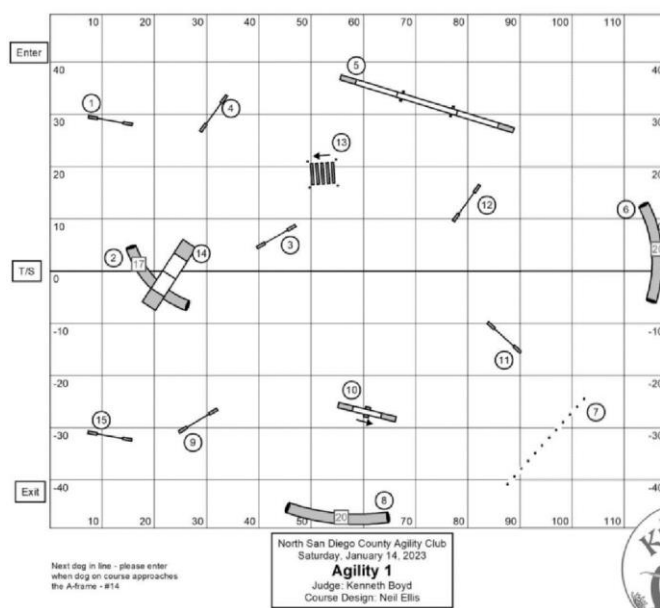 10 20 30 40 50 60 70 80 90 100 110
Enter
40 5 40
1 4
30 30
13
20 20
12
10 6 10
3
2 17 14 20
T/S
0 0
-10 -10
11
-20 -20
10
15 7
-30 9 -30
-40 -40
Exit 8
20
10 20 30 40 50 60 70 80 90 100 110
North San Diego County Agility Club
Saturday, January 14, 2023
Agility 1
Judge: Kenneth Boyd
Course Design: Neil Ellis
Next dog in line - please enter
when dog on course approaches
the A-frame - #14